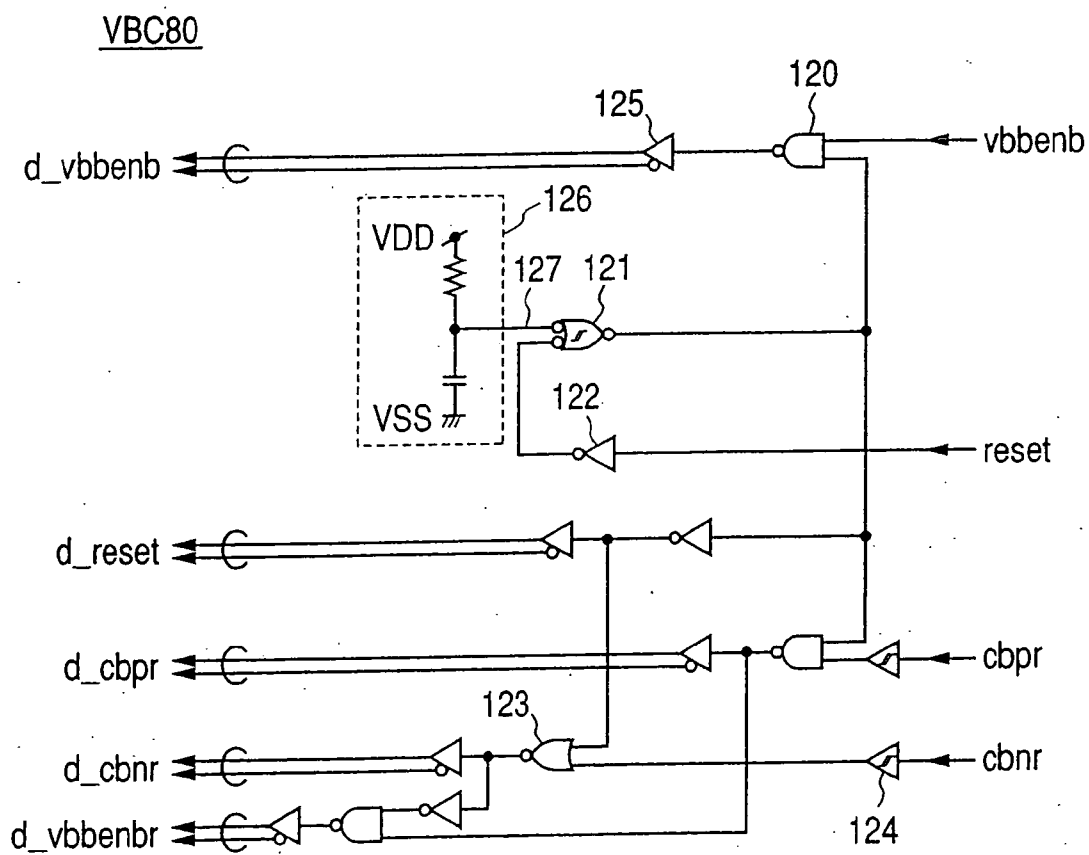 VBC80
120
125
vbbenb
d_vbbenb
126
VDD
127
121
VSS
122
reset
d_reset
d_cbpr
cbpr
123
d_cbnr
cbnr
124
d_vbbenbr